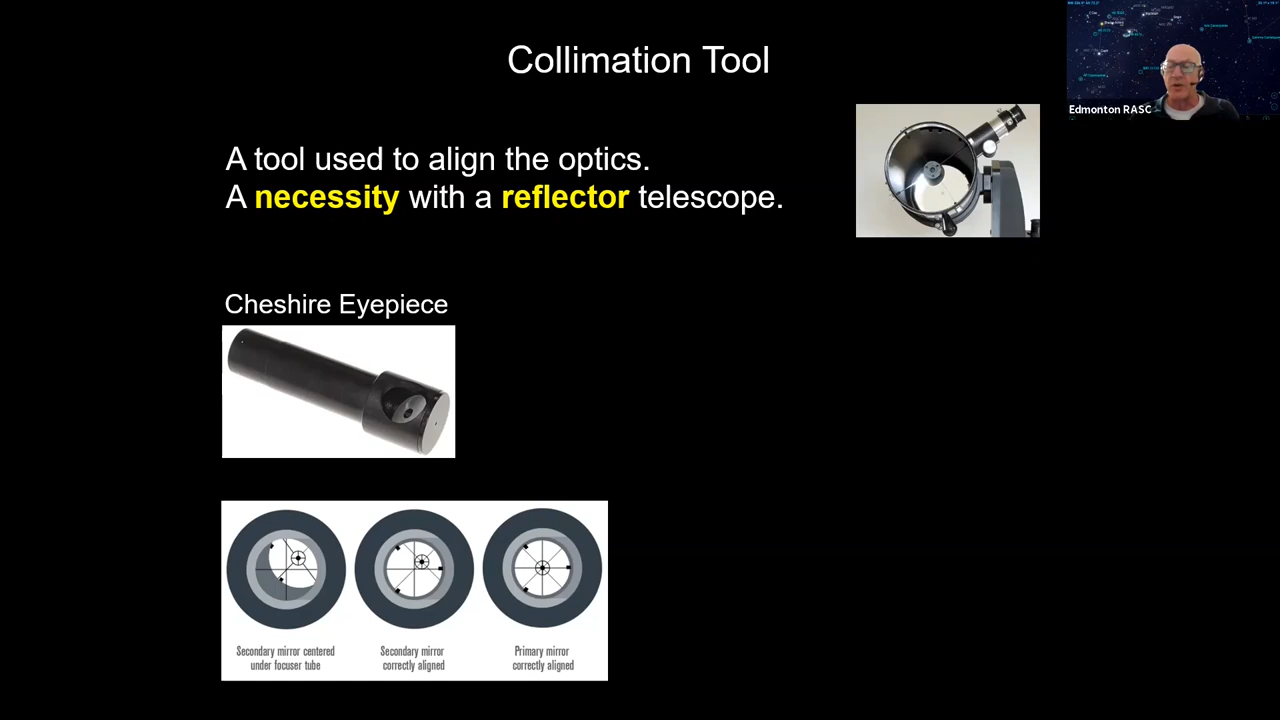 Collimation Tool
Edmonton RASC
A tool used to align the optics.
A necessity with a reflector telescope.
Cheshire Eyepiece
Secondary mirror centered
under focuser tube
Secondary mirror
correctly aligned
Primary mirror
correctly aligned